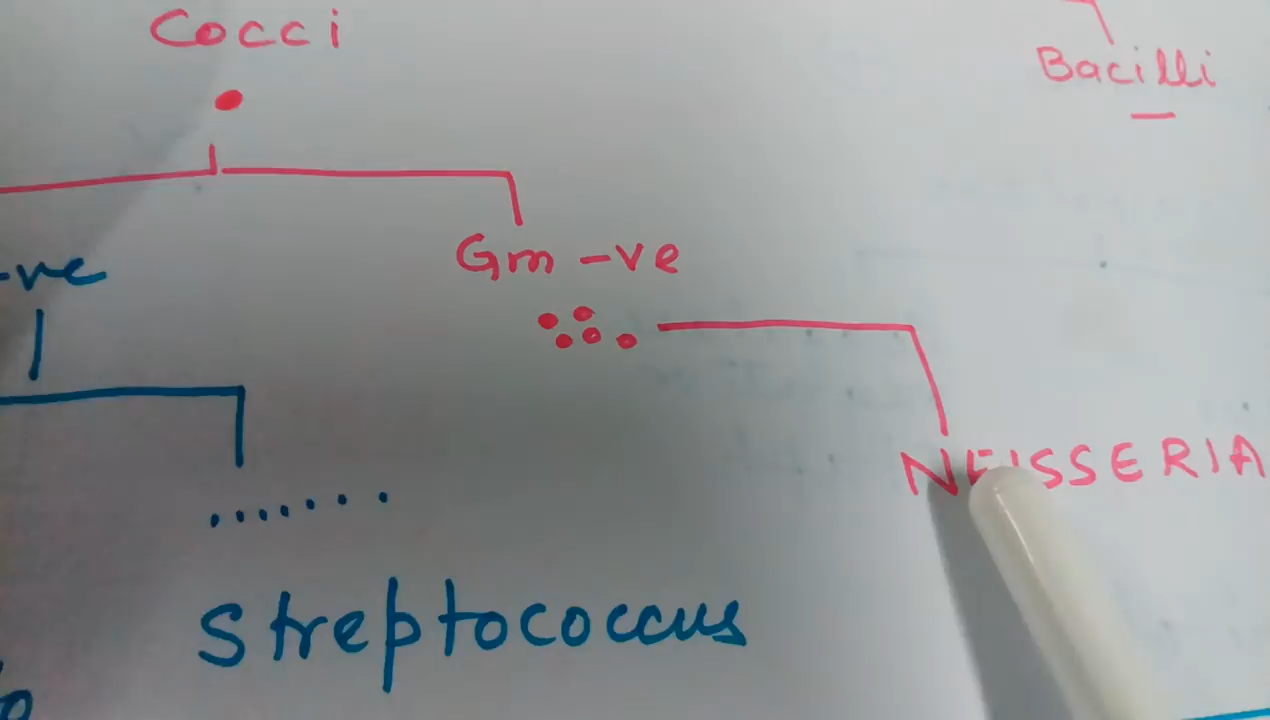 Cocci
Bacilli
Gm -ve
-ve
NEISSERIA
Streptococcus